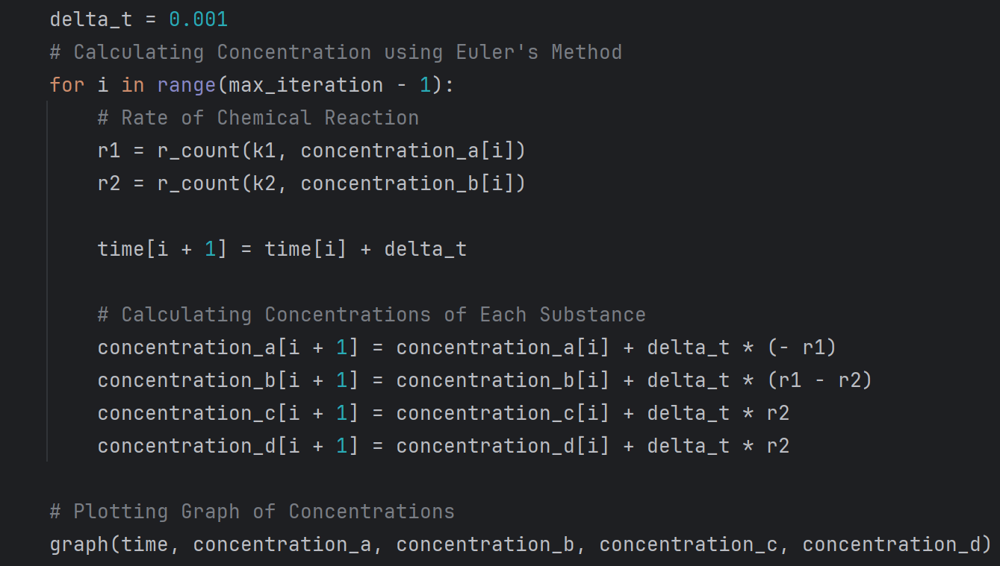 delta_t = 0.001
# Calculating Concentration using Euler's Method
for i in range(max_iteration - 1):
    # Rate of Chemical Reaction
    r1 = r_count(k1, concentration_a[i])
    r2 = r_count(k2, concentration_b[i])

    time[i + 1] = time[i] + delta_t

    # Calculating Concentrations of Each Substance
    concentration_a[i + 1] = concentration_a[i] + delta_t * (- r1)
    concentration_b[i + 1] = concentration_b[i] + delta_t * (r1 - r2)
    concentration_c[i + 1] = concentration_c[i] + delta_t * r2
    concentration_d[i + 1] = concentration_d[i] + delta_t * r2

# Plotting Graph of Concentrations
graph(time, concentration_a, concentration_b, concentration_c, concentration_d)